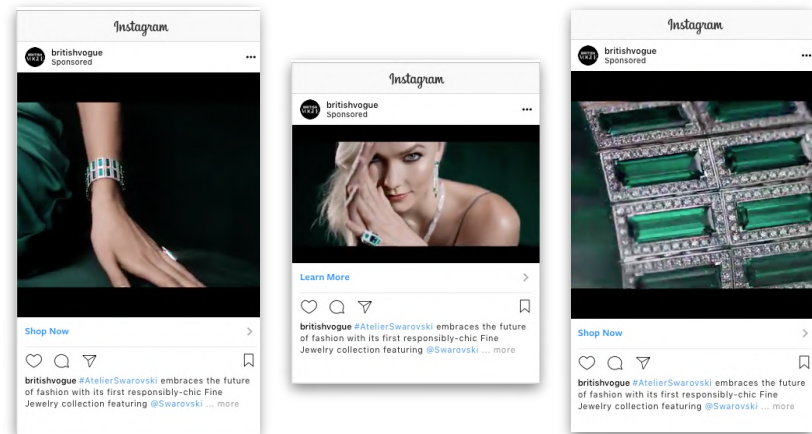 Instagram
britishvogue
Sponsored
Shop Now
britishvogue #AtelierSwarovski embraces the future
of fashion with its first responsibly-chic Fine
Jewelry collection featuring @Swarovski ... more
Instagram
britishvogue
Sponsored
Learn More
britishvogue #AtelierSwarovski embraces the future
of fashion with its first responsibly-chic Fine
Jewelry collection featuring @Swarovski ... more
Instagram
britishvogue
Sponsored
Shop Now
britishvogue #AtelierSwarovski embraces the future
of fashion with its first responsibly-chic Fine
Jewelry collection featuring @Swarovski ... more